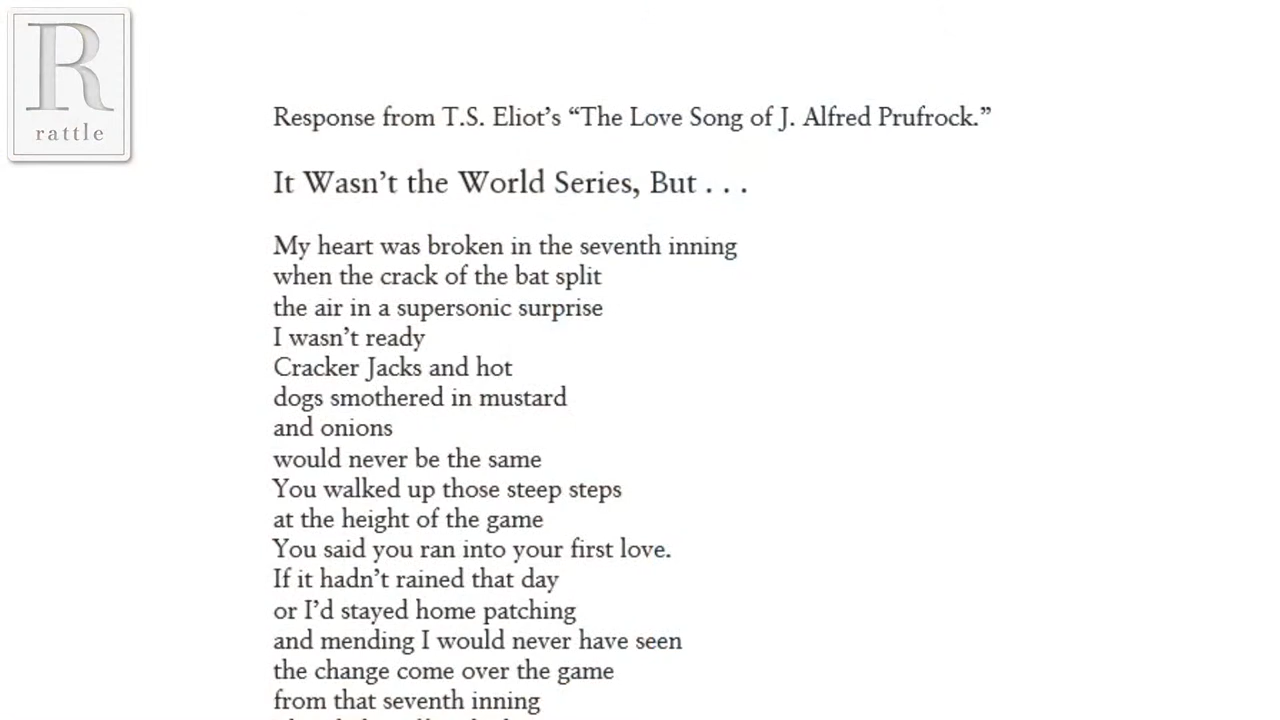 R
rattle
Response from T.S. Eliot’s “The Love Song of J. Alfred Prufrock.”
It Wasn’t the World Series, But . . .
My heart was broken in the seventh inning
when the crack of the bat split
the air in a supersonic surprise
I wasn’t ready
Cracker Jacks and hot
dogs smothered in mustard
and onions
would never be the same
You walked up those steep steps
at the height of the game
You said you ran into your first love.
If it hadn’t rained that day
or I’d stayed home patching
and mending I would never have seen
the change come over the game
from that seventh inning